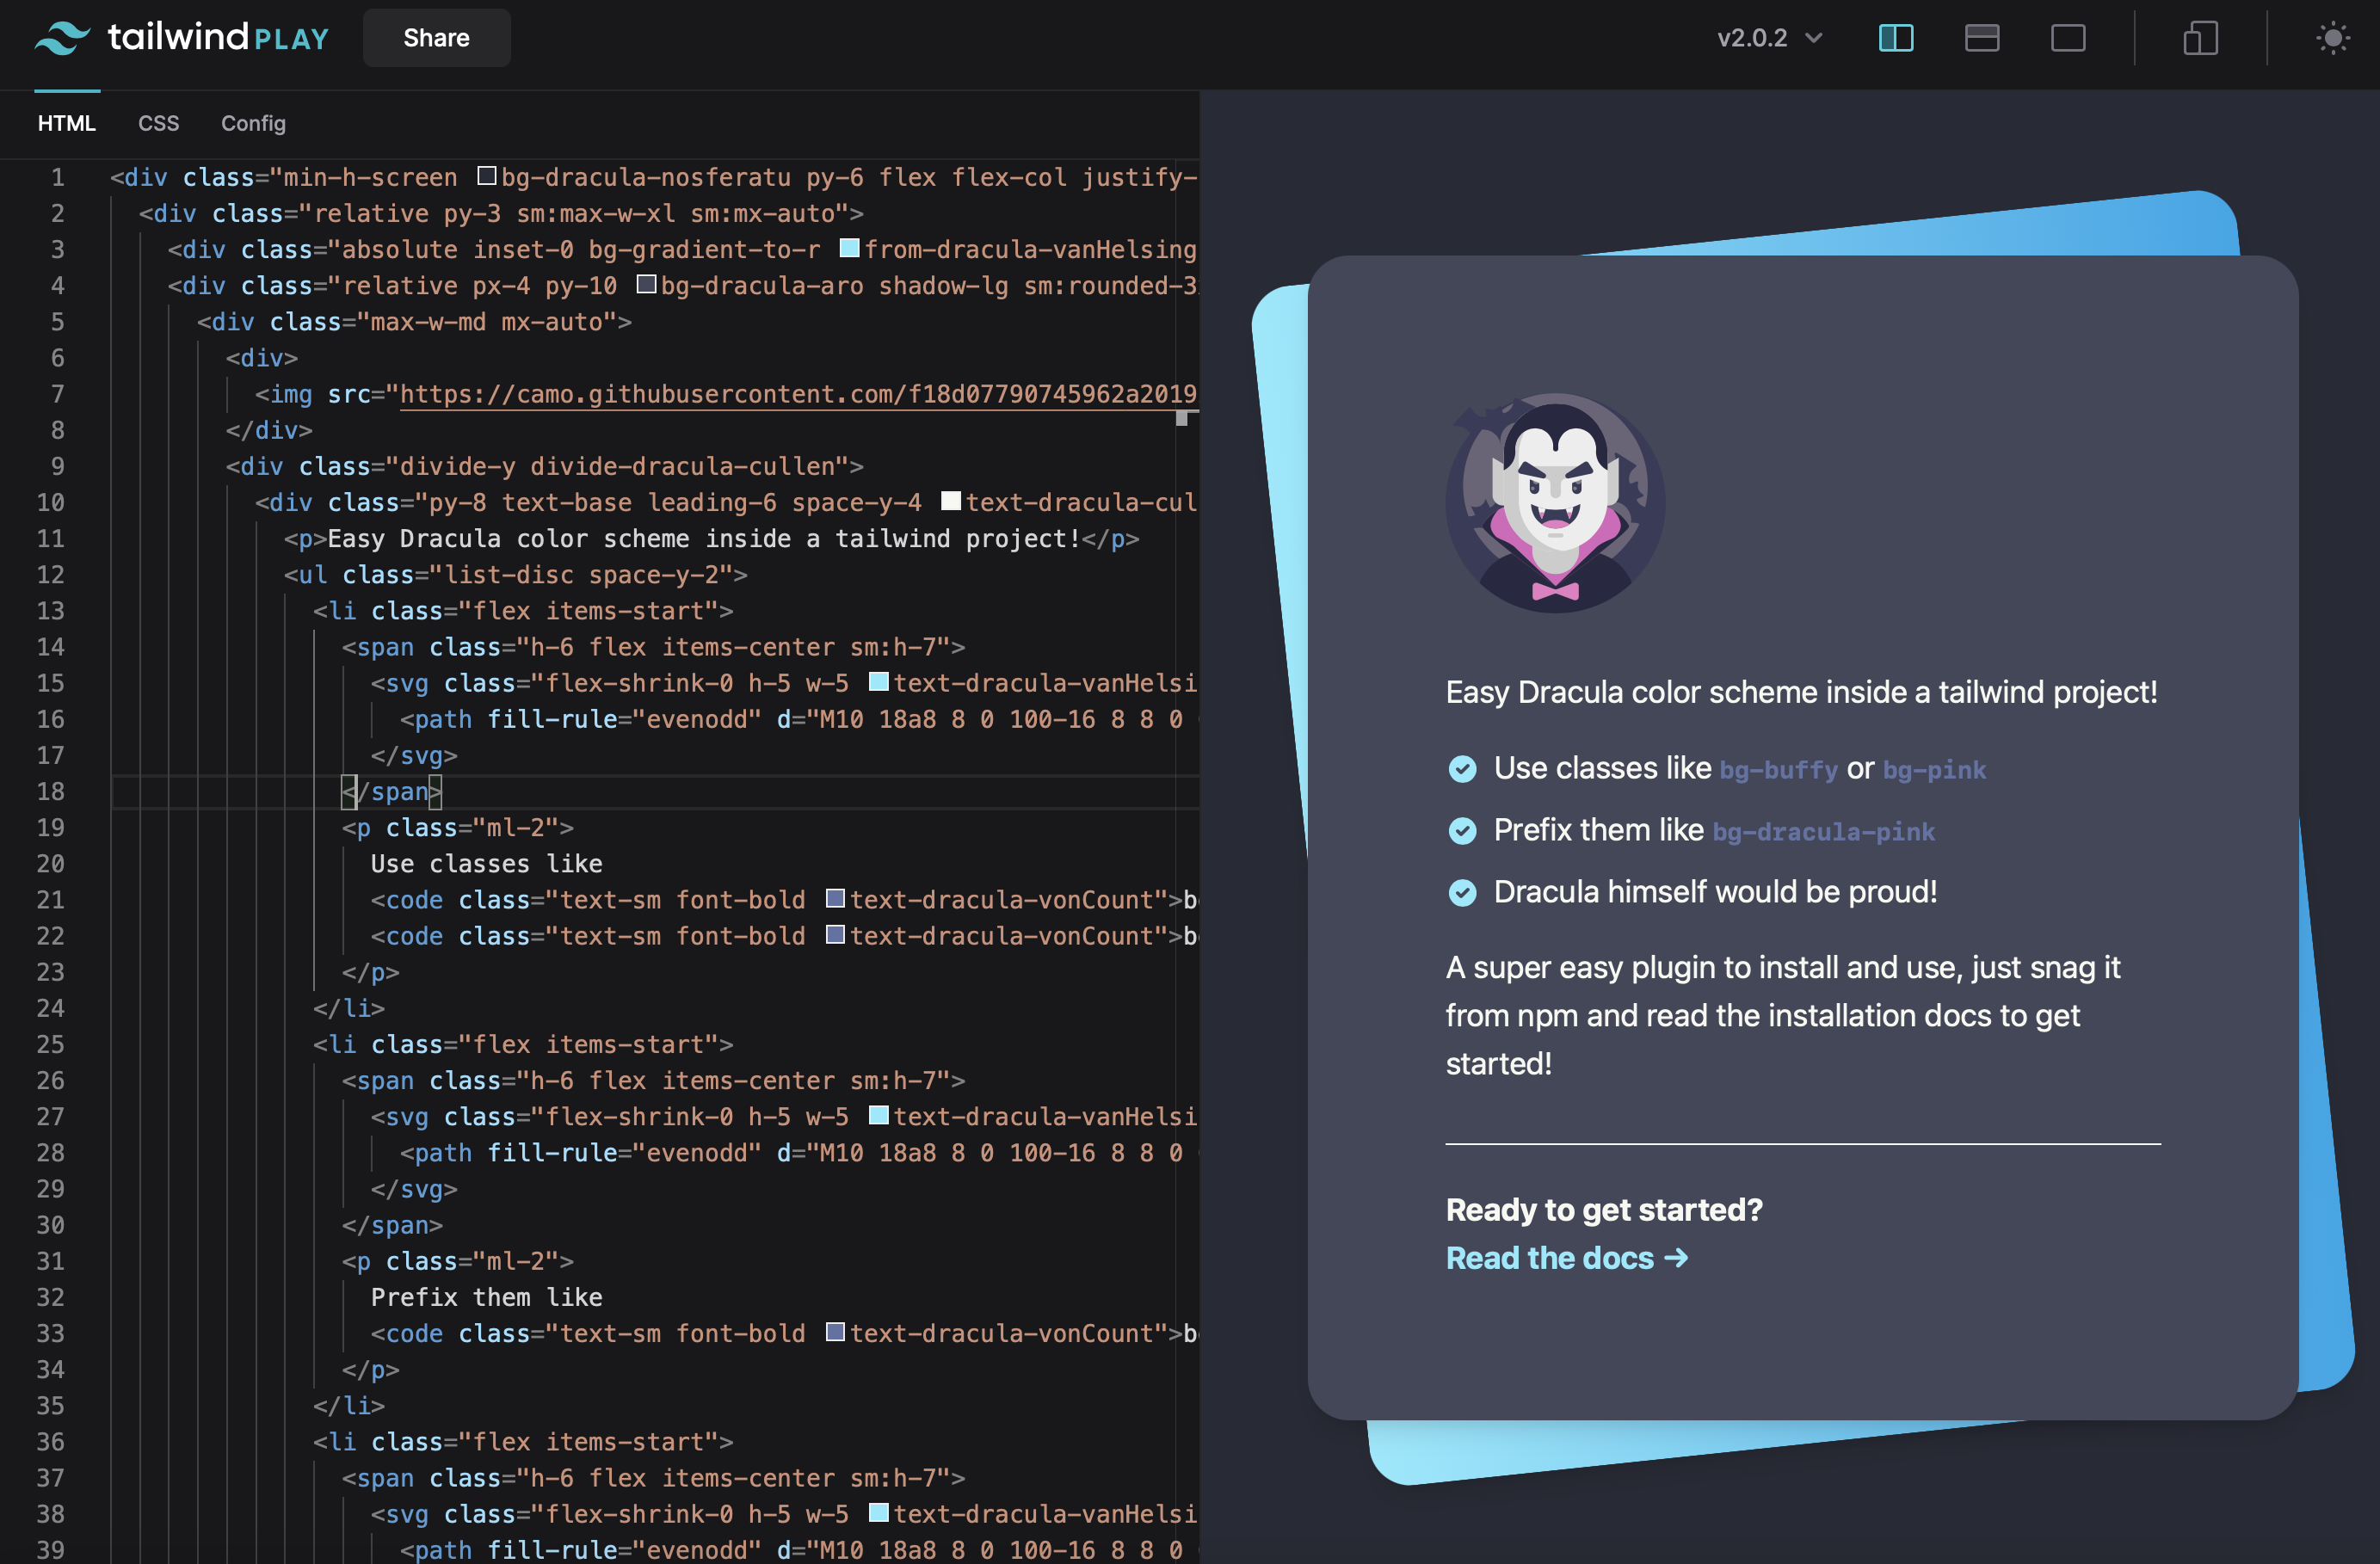 tailwind PLAY
Share
v2.0.2
HTML CSS Config
1 <div class="min-h-screen bg-dracula-nosferatu py-6 flex flex-col justify-
2 <div class="relative py-3 sm:max-w-xl sm:mx-auto">
3 <div class="absolute inset-0 bg-gradient-to-r from-dracula-vanHelsing
4 <div class="relative px-4 py-10 bg-dracula-aro shadow-lg sm:rounded-3
5 <div class="max-w-md mx-auto">
6 <div>
7 <img src="https://camo.githubusercontent.com/f18d07790745962a2019
8 </div>
9 <div class="divide-y divide-dracula-cullen">
10 <div class="py-8 text-base leading-6 space-y-4 text-dracula-cul
11 <p>Easy Dracula color scheme inside a tailwind project!</p>
12 <ul class="list-disc space-y-2">
13 <li class="flex items-start">
14 <span class="h-6 flex items-center sm:h-7">
15 <svg class="flex-shrink-0 h-5 w-5 text-dracula-vanHelsi
16 <path fill-rule="evenodd" d="M10 18a8 8 0 100-16 8 8 0
17 </svg>
18 </span>
19 <p class="ml-2">
20 Use classes like
21 <code class="text-sm font-bold text-dracula-vonCount">b
22 <code class="text-sm font-bold text-dracula-vonCount">b
23 </p>
24 </li>
25 <li class="flex items-start">
26 <span class="h-6 flex items-center sm:h-7">
27 <svg class="flex-shrink-0 h-5 w-5 text-dracula-vanHelsi
28 <path fill-rule="evenodd" d="M10 18a8 8 0 100-16 8 8 0
29 </svg>
30 </span>
31 <p class="ml-2">
32 Prefix them like
33 <code class="text-sm font-bold text-dracula-vonCount">b
34 </p>
35 </li>
36 <li class="flex items-start">
37 <span class="h-6 flex items-center sm:h-7">
38 <svg class="flex-shrink-0 h-5 w-5 text-dracula-vanHelsi
39 <path fill-rule="evenodd" d="M10 18a8 8 0 100-16 8 8 0
Easy Dracula color scheme inside a tailwind project!
Use classes like bg-buffy or bg-pink
Prefix them like bg-dracula-pink
Dracula himself would be proud!
A super easy plugin to install and use, just snag it
from npm and read the installation docs to get
started!
Ready to get started?
Read the docs →